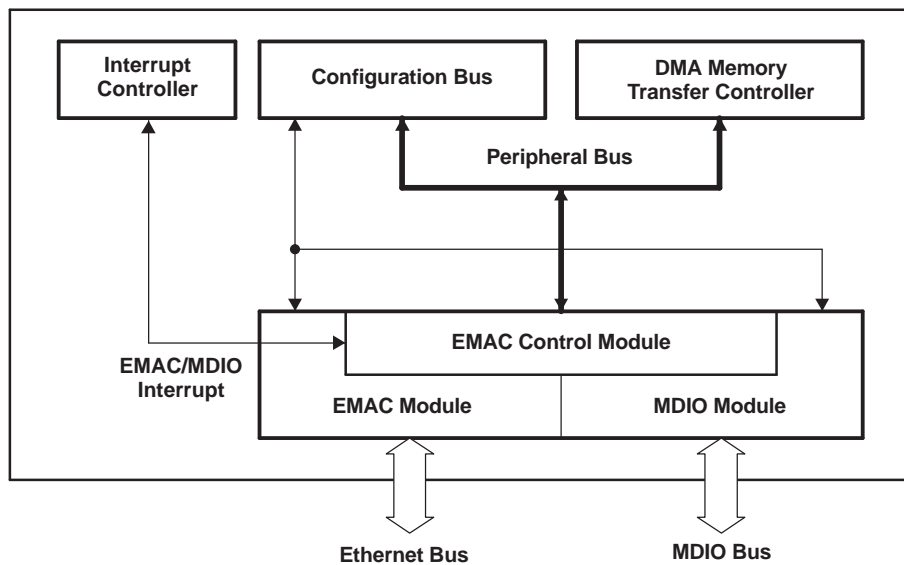 Interrupt
Controller
Configuration Bus
DMA Memory
Transfer Controller
Peripheral Bus
EMAC Control Module
EMAC/MDIO
Interrupt
EMAC Module
MDIO Module
Ethernet Bus
MDIO Bus